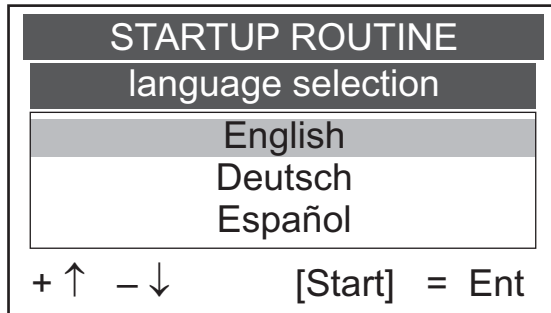 STARTUP ROUTINE
language selection
English
Deutsch
Español
+ ↑ – ↓ [Start] = Ent